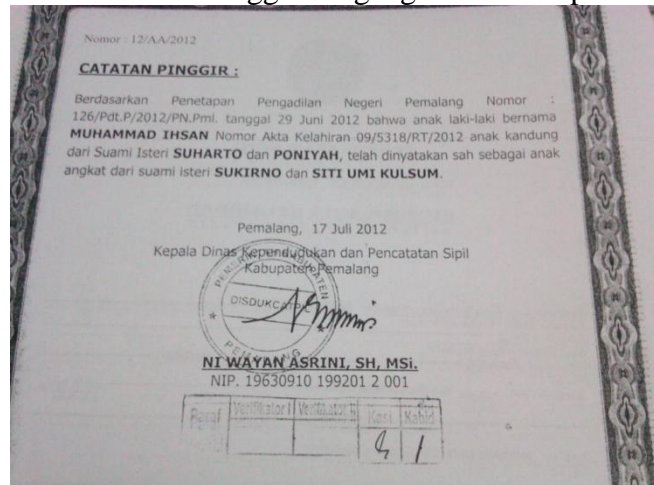 Nomor : 12/AA/2012
CATATAN PINGGIR :
Berdasarkan Penetapan Pengadilan Negeri Pemalang Nomor :
126/Pdt.P/2012/PN.Pml. tanggal 29 Juni 2012 bahwa anak laki-laki bernama
MUHAMMAD IHSAN Nomor Akta Kelahiran 09/5318/RT/2012 anak kandung
dari Suami Isteri SUHARTO dan PONIYAH, telah dinyatakan sah sebagai anak
angkat dari suami isteri SUKIRNO dan SITI UMI KULSUM.
Pemalang, 17 Juli 2012
Kepala Dinas Kependudukan dan Pencatatan Sipil
Kabupaten Pemalang
PEMERINTAH KABUPATEN
DISDUKCATPIL
PEMALANG
NI WAYAN ASRINI, SH, MSi.
NIP. 19630910 199201 2 001
Paraf Verifikator I Verifikator II Kasi Kabid